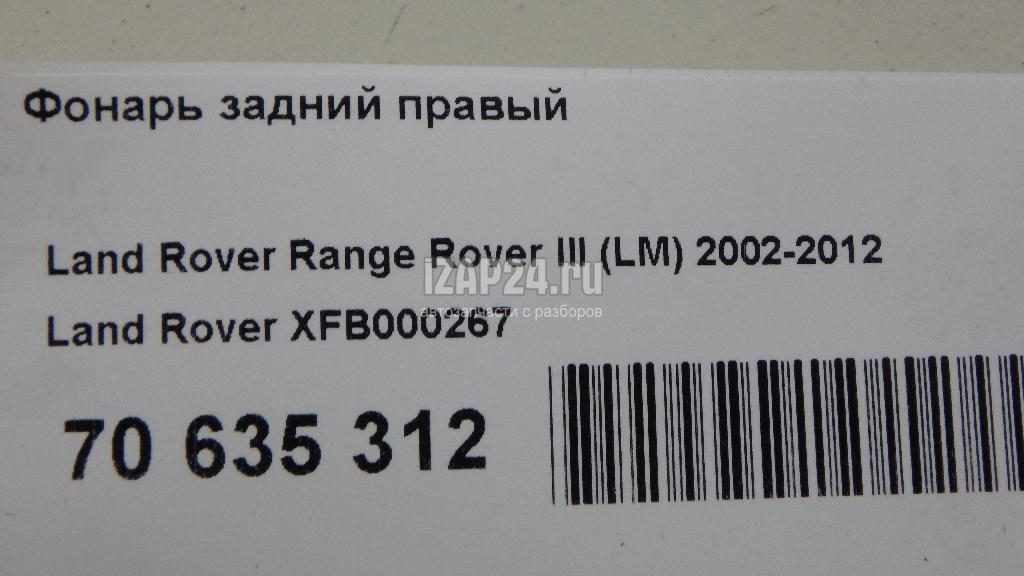 Фонарь задний правый
Land Rover Range Rover III (LM) 2002-2012
iZAP24.ru
автозапчасти с разборов
Land Rover XFB000267
70 635 312